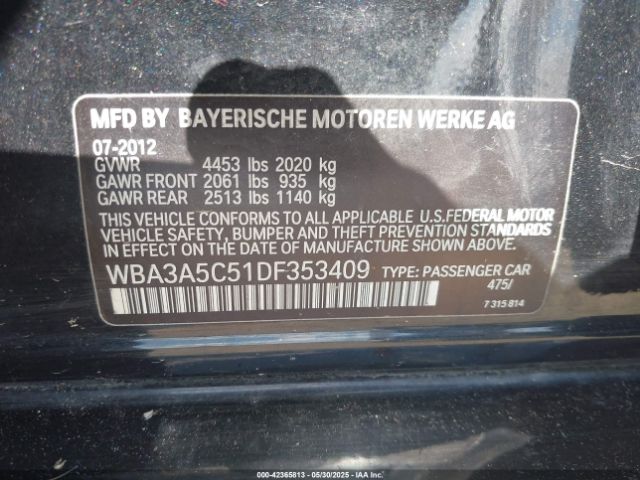 MFD BY BAYERISCHE MOTOREN WERKE AG
07-2012
GVWR 4453 lbs 2020 kg
GAWR FRONT 2061 lbs 935 kg
GAWR REAR 2513 lbs 1140 kg
THIS VEHICLE CONFORMS TO ALL APPLICABLE U.S.FEDERAL MOTOR
VEHICLE SAFETY, BUMPER AND THEFT PREVENTION STANDARDS
IN EFFECT ON THE DATE OF MANUFACTURE SHOWN ABOVE.
WBA3A5C51DF353409 TYPE: PASSENGER CAR
475/
7 315 814
000-42365813 - 05/30/2025 - IAAI.com